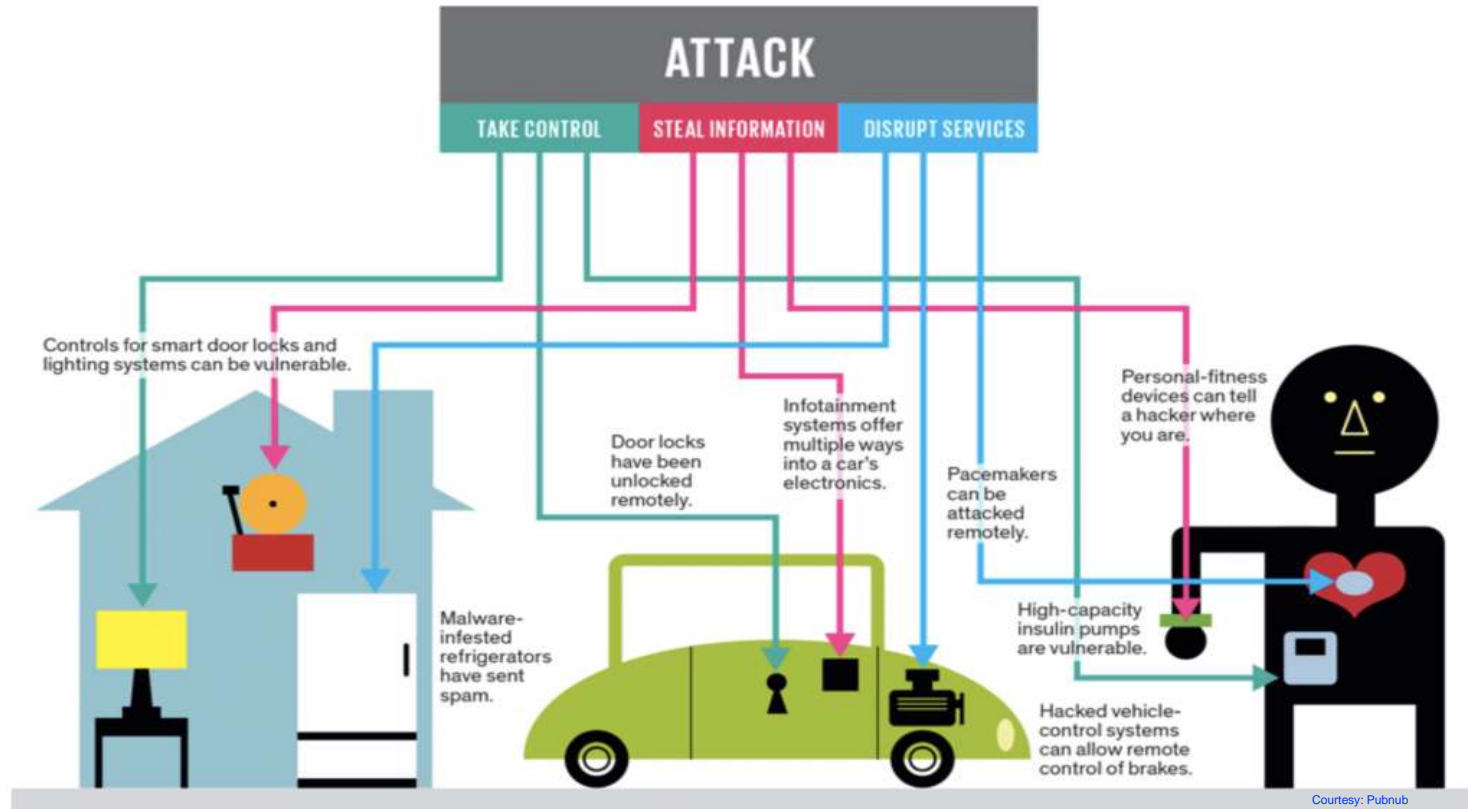 ATTACK
TAKE CONTROL
STEAL INFORMATION
DISRUPT SERVICES
Controls for smart door locks and
lighting systems can be vulnerable.
Malware-
infested
refrigerators
have sent
spam.
Door locks
have been
unlocked
remotely.
Infotainment
systems offer
multiple ways
into a car's
electronics.
Pacemakers
can be
attacked
remotely.
Personal-fitness
devices can tell
a hacker where
you are.
High-capacity
insulin pumps
are vulnerable.
Hacked vehicle-
control systems
can allow remote
control of brakes.
Courtesy: Pubnub